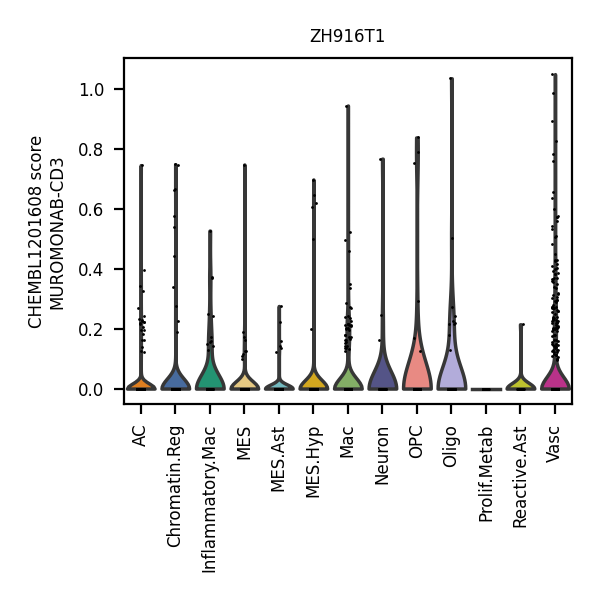 ZH916T1
CHEMBL1201608 score
MUROMONAB-CD3
1.0
0.8
0.6
0.4
0.2
0.0
AC
Chromatin.Reg
Inflammatory.Mac
MES
MES.Ast
MES.Hyp
Mac
Neuron
OPC
Oligo
Prolif.Metab
Reactive.Ast
Vasc